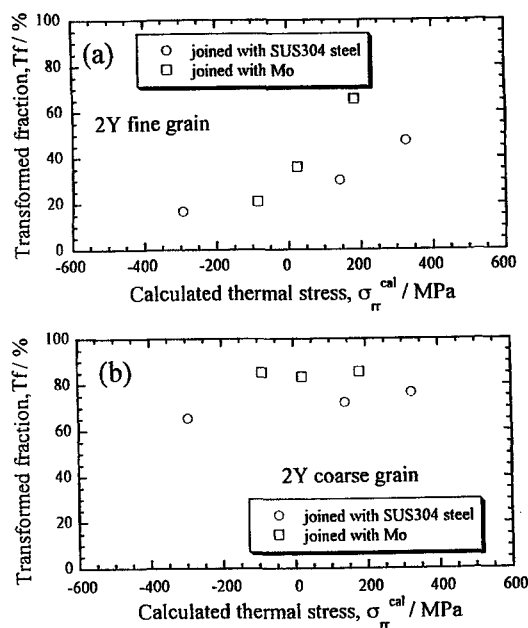 100
80
60
40
20
0
Transformed fraction, Tf / %
(a)
joined with SUS304 steel
joined with Mo
2Y fine grain
-600 -400 -200 0 200 400 600
Calculated thermal stress, σrr^cal / MPa
100
80
60
40
20
0
Transformed fraction, Tf / %
(b)
2Y coarse grain
joined with SUS304 steel
joined with Mo
-600 -400 -200 0 200 400 600
Calculated thermal stress, σrr^cal / MPa